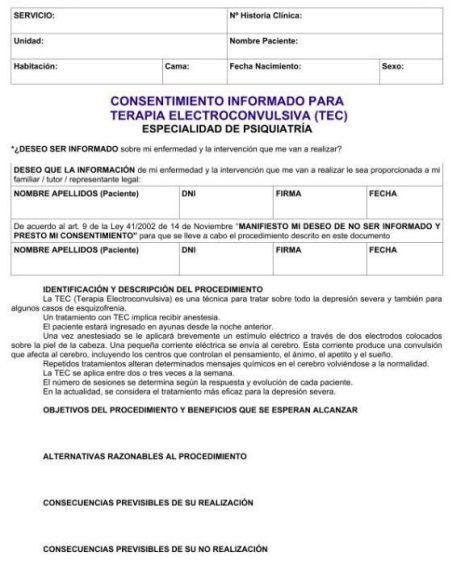 SERVICIO: Nº Historia Clínica:
Unidad: Nombre Paciente:
Habitación: Cama: Fecha Nacimiento: Sexo:
CONSENTIMIENTO INFORMADO PARA
TERAPIA ELECTROCONVULSIVA (TEC)
ESPECIALIDAD DE PSIQUIATRÍA
*¿DESEO SER INFORMADO sobre mi enfermedad y la intervención que me van a realizar?
DESEO QUE LA INFORMACIÓN de mi enfermedad y la intervención que me van a realizar le sea proporcionada a mi
familiar / tutor / representante legal:
NOMBRE APELLIDOS (Paciente) DNI FIRMA FECHA
De acuerdo al art. 9 de la Ley 41/2002 de 14 de Noviembre "MANIFIESTO MI DESEO DE NO SER INFORMADO Y
PRESTO MI CONSENTIMIENTO" para que se lleve a cabo el procedimiento descrito en este documento
NOMBRE APELLIDOS (Paciente) DNI FIRMA FECHA
IDENTIFICACIÓN Y DESCRIPCIÓN DEL PROCEDIMIENTO
La TEC (Terapia Electroconvulsiva) es una técnica para tratar sobre todo la depresión severa y también para
algunos casos de esquizofrenia.
Un tratamiento con TEC implica recibir anestesia.
El paciente estará ingresado en ayunas desde la noche anterior.
Una vez anestesiado se le aplicará brevemente un estímulo eléctrico a través de dos electrodos colocados
sobre la piel de la cabeza. Una pequeña corriente eléctrica se envía al cerebro. Esta corriente produce una convulsión
que afecta al cerebro, incluyendo los centros que controlan el pensamiento, el ánimo, el apetito y el sueño.
Repetidos tratamientos alteran determinados mensajes químicos en el cerebro volviéndose a la normalidad.
La TEC se aplica entre dos o tres veces a la semana.
El número de sesiones se determina según la respuesta y evolución de cada paciente.
En la actualidad, se considera el tratamiento más eficaz para la depresión severa.
OBJETIVOS DEL PROCEDIMIENTO Y BENEFICIOS QUE SE ESPERAN ALCANZAR
ALTERNATIVAS RAZONABLES AL PROCEDIMIENTO
CONSECUENCIAS PREVISIBLES DE SU REALIZACIÓN
CONSECUENCIAS PREVISIBLES DE SU NO REALIZACIÓN